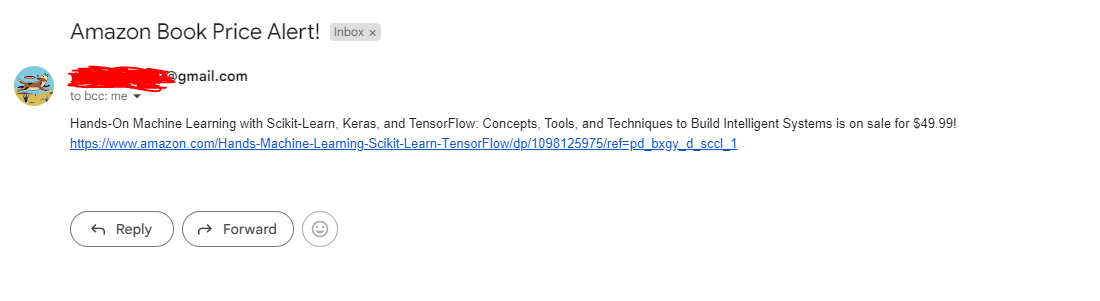 Amazon Book Price Alert! Inbox ×
@gmail.com
to bcc: me
Hands-On Machine Learning with Scikit-Learn, Keras, and TensorFlow: Concepts, Tools, and Techniques to Build Intelligent Systems is on sale for $49.99!
https://www.amazon.com/Hands-Machine-Learning-Scikit-Learn-TensorFlow/dp/1098125975/ref=pd_bxgy_d_sccl_1
Reply Forward